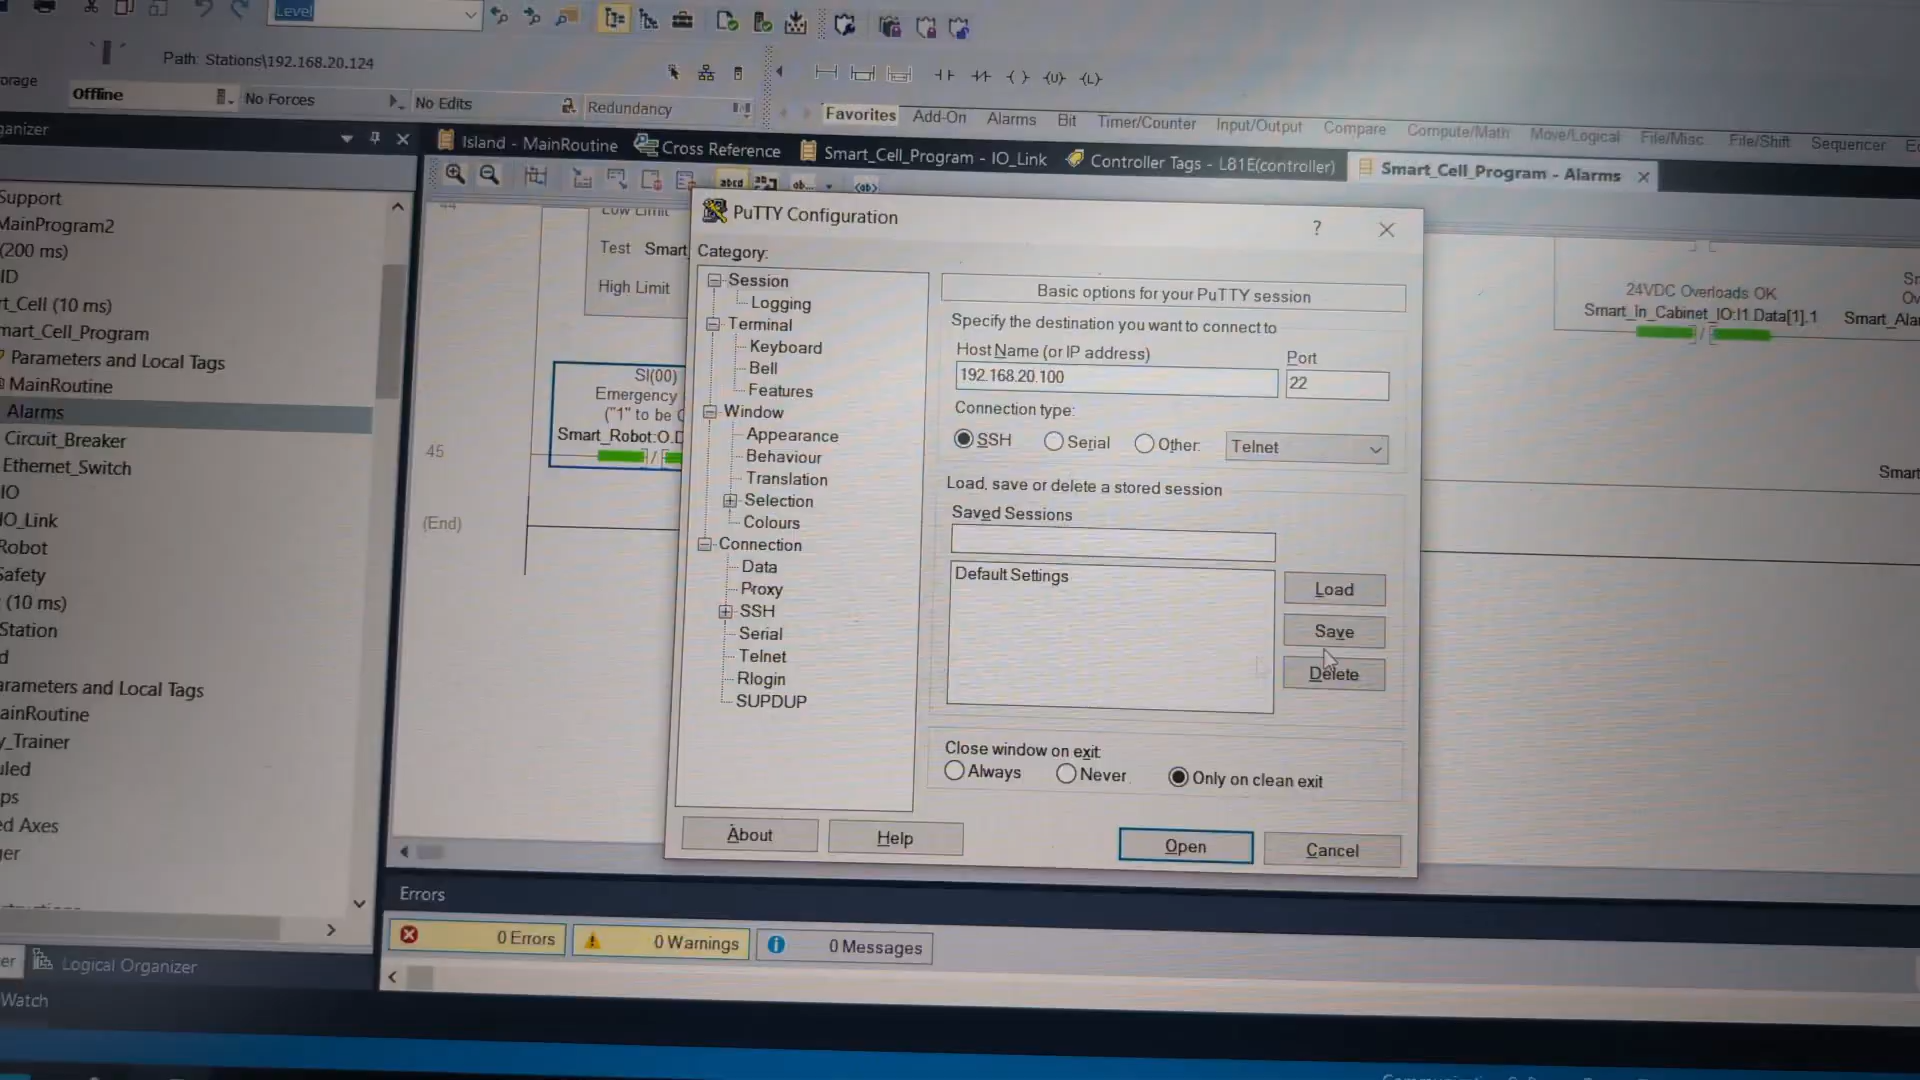 Level
Path: Stations\192.168.20.124
orage
Offline
No Forces
No Edits
Redundancy
Favorites
Add-On
Alarms
Bit
Timer/Counter
Input/Output
Compare
Compute/Math
Move/Logical
File/Misc
File/Shift
Sequencer
ganizer
Island - MainRoutine
Cross Reference
Smart_Cell_Program - IO_Link
Controller Tags - L81E(controller)
Smart_Cell_Program - Alarms
Support
MainProgram2
(200 ms)
ID
rt_Cell (10 ms)
mart_Cell_Program
Parameters and Local Tags
MainRoutine
Alarms
Circuit_Breaker
Ethernet_Switch
IO
IO_Link
Robot
Safety
(10 ms)
Station
d
arameters and Local Tags
ainRoutine
y_Trainer
uled
ps
ed Axes
ger
er
Logical Organizer
Watch
44
Low Limit
Test Smart
High Limit
SI(00)
Emergency
("1" to be
Smart_Robot:O.D
45
(End)
24VDC Overloads OK
Smart_In_Cabinet_IO:I1.Data[1].1
Smart_Alar
Smart
PuTTY Configuration
?
Category:
Session
Logging
Terminal
Keyboard
Bell
Features
Window
Appearance
Behaviour
Translation
Selection
Colours
Connection
Data
Proxy
SSH
Serial
Telnet
Rlogin
SUPDUP
Basic options for your PuTTY session
Specify the destination you want to connect to
Host Name (or IP address)
Port
192.168.20.100
22
Connection type:
SSH
Serial
Other:
Telnet
Load, save or delete a stored session
Saved Sessions
Default Settings
Load
Save
Delete
Close window on exit:
Always
Never
Only on clean exit
About
Help
Open
Cancel
Errors
0 Errors
0 Warnings
0 Messages